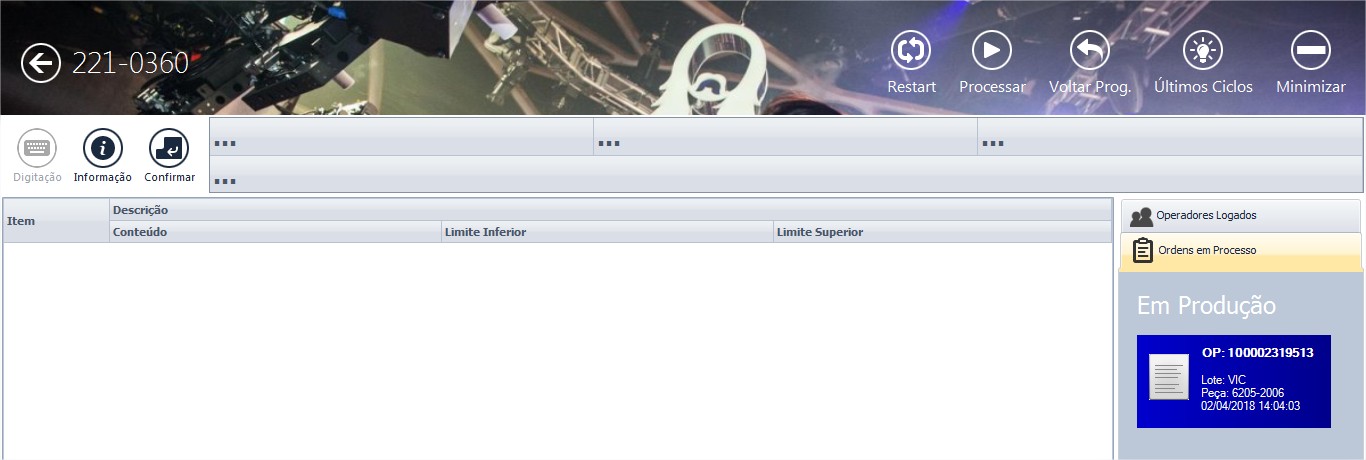 221-0360
Restart
Processar
Voltar Prog.
Últimos Ciclos
Minimizar
Digitação
Informação
Confirmar
...
...
...
...
Item
Descrição
Conteúdo
Limite Inferior
Limite Superior
Operadores Logados
Ordens em Processo
Em Produção
OP: 100002319513
Lote: VIC
Peça: 6205-2006
02/04/2018 14:04:03